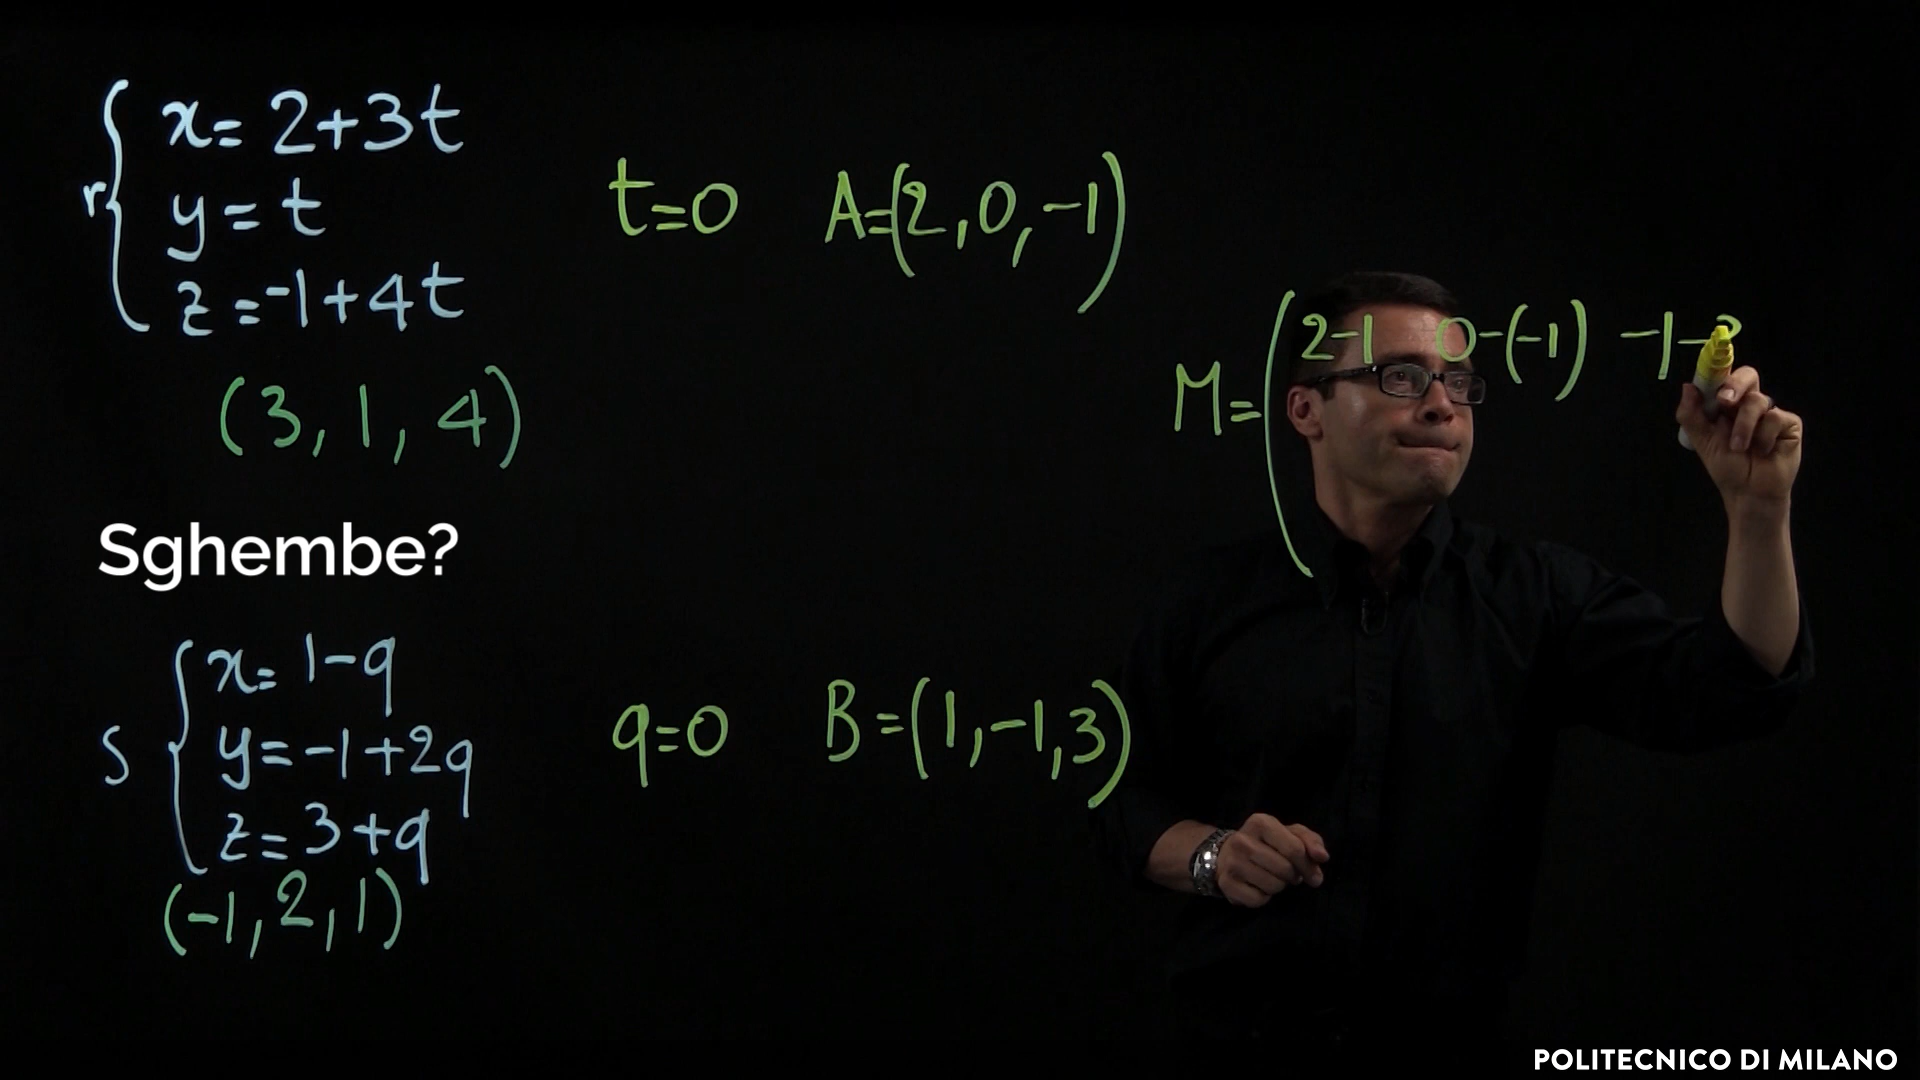 r { x = 2+3t
y = t
z = -1+4t
(3, 1, 4)
t=0 A=(2, 0, -1)
M= ( 2-1 0-(-1) -1-3
Sghembe?
s { x = 1-q
y = -1+2q
z = 3+q
(-1, 2, 1)
q=0 B=(1, -1, 3)
POLITECNICO DI MILANO